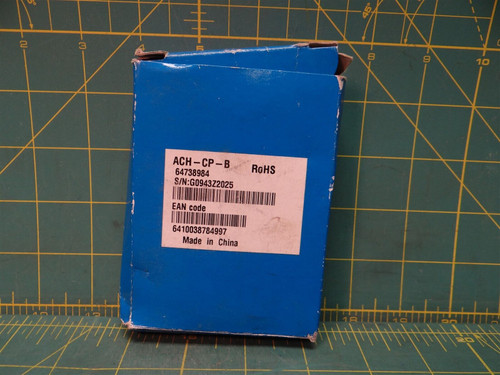 ACH-CP-B RoHS
64738984
S/N:G0943Z2025
EAN code
6410038784997
Made in China